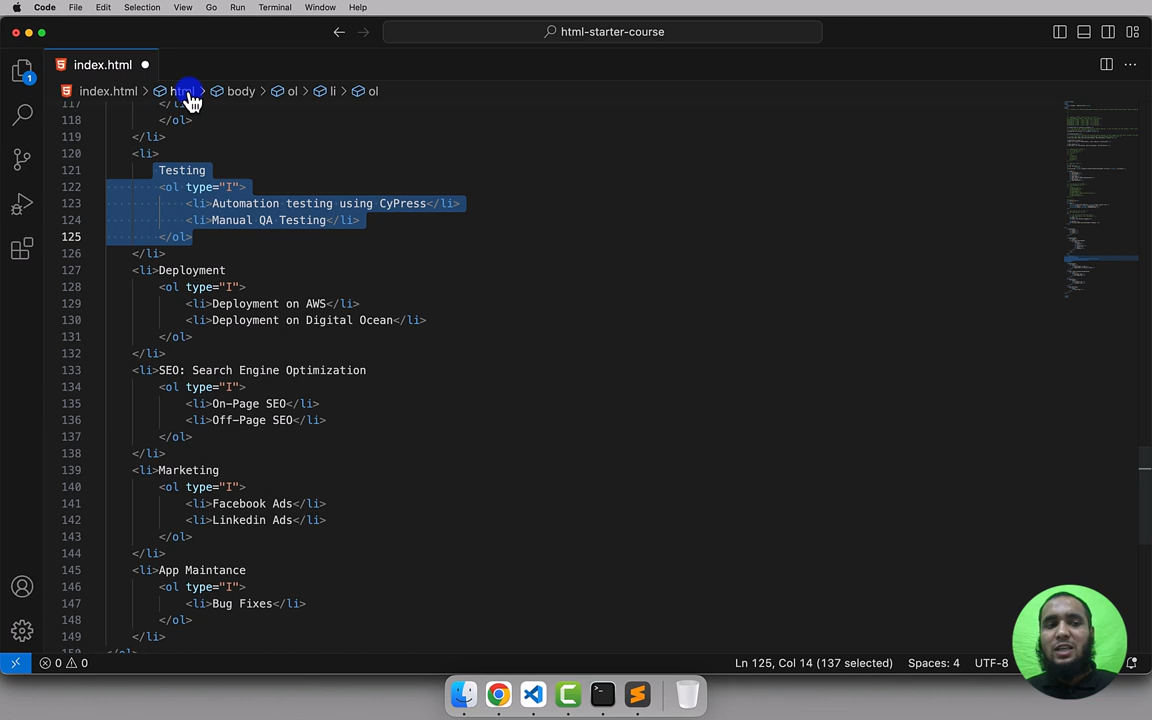 Code File Edit Selection View Go Run Terminal Window Help
html-starter-course
index.html
1
index.html > html > body > ol > li > ol
117 </li>
118 </ol>
119 </li>
120 <li>
121 Testing
122 <ol type="I">
123 <li>Automation testing using CyPress</li>
124 <li>Manual QA Testing</li>
125 </ol>
126 </li>
127 <li>Deployment
128 <ol type="I">
129 <li>Deployment on AWS</li>
130 <li>Deployment on Digital Ocean</li>
131 </ol>
132 </li>
133 <li>SEO: Search Engine Optimization
134 <ol type="I">
135 <li>On-Page SEO</li>
136 <li>Off-Page SEO</li>
137 </ol>
138 </li>
139 <li>Marketing
140 <ol type="I">
141 <li>Facebook Ads</li>
142 <li>Linkedin Ads</li>
143 </ol>
144 </li>
145 <li>App Maintance
146 <ol type="I">
147 <li>Bug Fixes</li>
148 </ol>
149 </li>
150 </ol>
0 0 Ln 125, Col 14 (137 selected) Spaces: 4 UTF-8